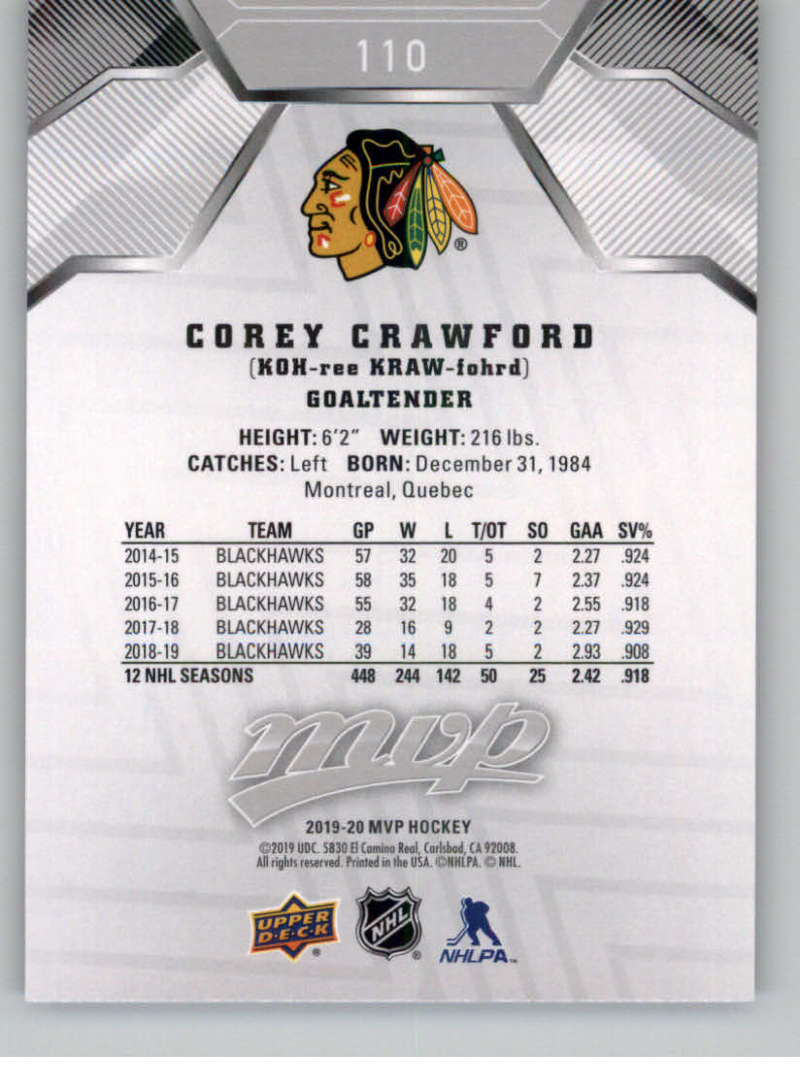 110
®
COREY CRAWFORD
(KOH-ree KRAW-fohrd)
GOALTENDER
HEIGHT: 6'2" WEIGHT: 216 lbs.
CATCHES: Left BORN: December 31, 1984
Montreal, Quebec
YEAR TEAM GP W L T/OT SO GAA SV%
2014-15 BLACKHAWKS 57 32 20 5 2 2.27 .924
2015-16 BLACKHAWKS 58 35 18 5 7 2.37 .924
2016-17 BLACKHAWKS 55 32 18 4 2 2.55 .918
2017-18 BLACKHAWKS 28 16 9 2 2 2.27 .929
2018-19 BLACKHAWKS 39 14 18 5 2 2.93 .908
12 NHL SEASONS 448 244 142 50 25 2.42 .918
mvp
2019-20 MVP HOCKEY
©2019 UDC. 5830 El Camino Real, Carlsbad, CA 92008.
All rights reserved. Printed in the USA. ©NHLPA. © NHL.
UPPER D·E·C·K ® NHL ® NHLPA™